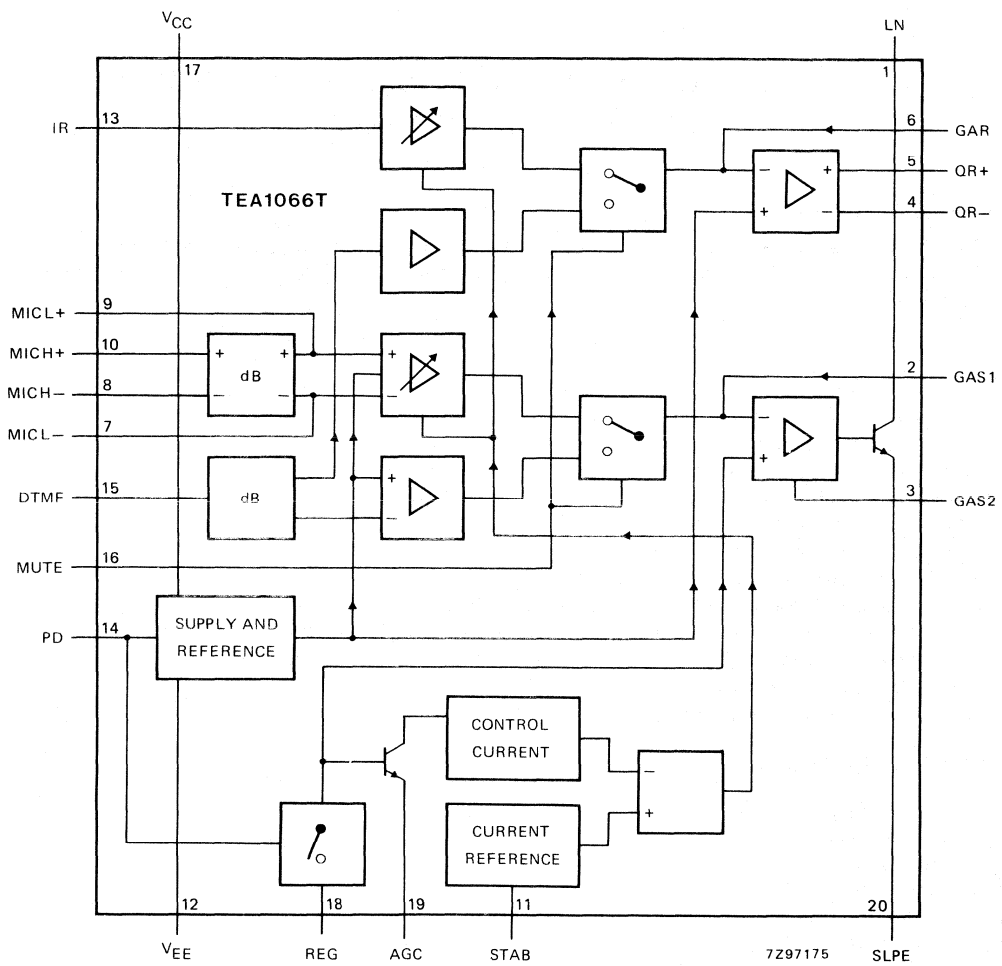 VCC
LN
17
1
IR 13
6 GAR
5 QR+
4 QR−
TEA1066T
− +
+ −
MICL+ 9
MICH+ 10
MICH− 8
MICL− 7
+ +
dB
− −
+
−
2 GAS1
−
+
3 GAS2
DTMF 15
dB
+
−
MUTE 16
PD 14
SUPPLY AND
REFERENCE
CONTROL
CURRENT
−
+
CURRENT
REFERENCE
12
18
19
11
20
VEE
REG
AGC
STAB
7Z97175
SLPE